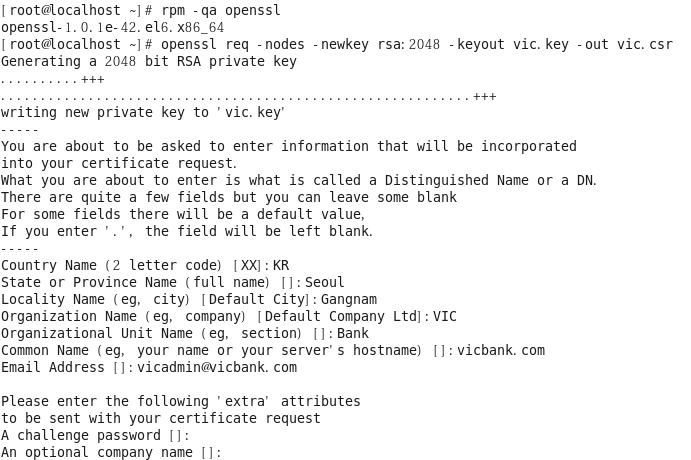 [root@localhost ~]# rpm -qa openssl
openssl-1.0.1e-42.el6.x86_64
[root@localhost ~]# openssl req -nodes -newkey rsa:2048 -keyout vic.key -out vic.csr
Generating a 2048 bit RSA private key
..........+++
...........................................................+++
writing new private key to 'vic.key'
-----
You are about to be asked to enter information that will be incorporated
into your certificate request.
What you are about to enter is what is called a Distinguished Name or a DN.
There are quite a few fields but you can leave some blank
For some fields there will be a default value,
If you enter '.', the field will be left blank.
-----
Country Name (2 letter code) [XX]:KR
State or Province Name (full name) []:Seoul
Locality Name (eg, city) [Default City]:Gangnam
Organization Name (eg, company) [Default Company Ltd]:VIC
Organizational Unit Name (eg, section) []:Bank
Common Name (eg, your name or your server's hostname) []:vicbank.com
Email Address []:vicadmin@vicbank.com

Please enter the following 'extra' attributes
to be sent with your certificate request
A challenge password []:
An optional company name []: